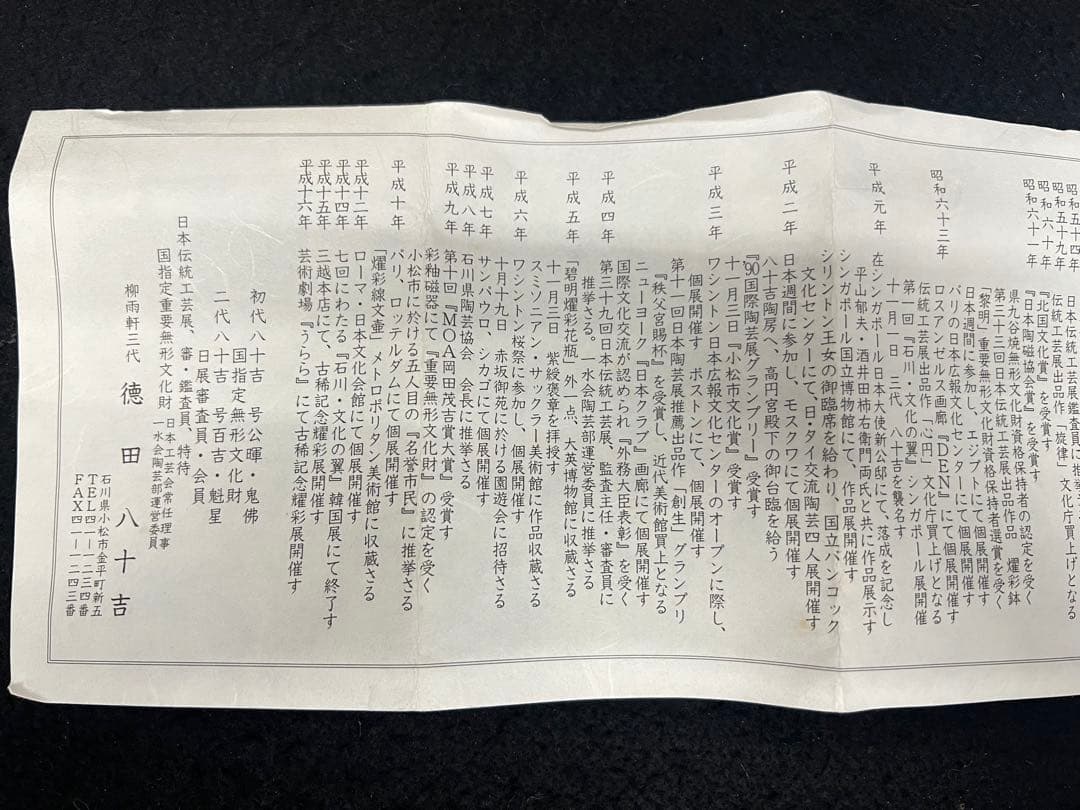 昭和五十四年 日本伝統工芸展鑑査員に推挙
伝統工芸展出品作『旋律』文化庁買上げとなる
昭和五十九年 『北国文化賞』を受賞す
昭和六十年 『日本陶磁協会賞』を受賞す
昭和六十一年 県九谷焼無形文化財資格保持者の認定を受く
第三十三回日本伝統工芸展出品作品 燿彩鉢
「黎明」重要無形文化財資格保持者選賞を受く
日本週間に参加し、エジプトにて個展開催す
パリの日本広報文化センターにて個展開催す
ロスアンゼルス画廊『DEN』にて個展開催す
伝統工芸展出品作『心円』文化庁買上げとなる
昭和六十三年 第一回『石川・文化の翼』シンガポール展開催
十一月一日 三代 八十吉を襲名す
平成元年 在シンガポール日本大使新公邸にて、落成を記念し
平山郁夫・酒井田柿右衛門両氏と共に作品展示す
シンガポール国立博物館にて、作品展開催す
シリントン王女の御臨席を給わり、国立バンコック
文化センターにて、日・タイ交流陶芸四人展開催す
平成二年 日本週間に参加し、モスクワにて個展開催す
八十吉陶房へ、高円宮殿下の御台臨を給う
『'90国際陶芸展グランプリー』受賞す
十一月三日『小松市文化賞』受賞す
平成三年 ワシントン日本広報文化センターのオープンに際し、
個展開催す ボストンにて、個展開催す
第十一回日本陶芸展推薦出品作「創生」グランプリ
『秩父宮賜杯』を受賞し、近代美術館買上となる
ニューヨーク『日本クラブ』画廊にて個展開催す
国際文化交流が認められ『外務大臣表彰』を受く
平成四年 第三十九回日本伝統工芸展、監査主任・審査員に
推挙さる。一水会陶芸部運営委員に推挙さる。
平成五年 「碧明燿彩花瓶」外一点、大英博物館に収蔵さる
十一月三日、紫綬褒章を拝授す
スミソニアン・サックラー美術館に作品収蔵さる
平成六年 ワシントン桜祭に参加し、個展開催す
十月十九日、赤坂御苑に於ける園遊会に招待さる
平成七年 サンパウロ、シカゴにて個展開催す
平成八年 石川県陶芸協会 会長に推挙さる
平成九年 第十回『MOA岡田茂吉賞大賞』受賞す
彩釉磁器にて『重要無形文化財』の認定を受く
小松市に於ける五人目の『名誉市民』に推挙さる
平成十年 パリ、ロッテルダムにて個展開催す
「燿彩線文壷」メトロポリタン美術館に収蔵さる
平成十二年 ローマ・日本文化会館にて個展開催す
平成十四年 七回にわたる『石川・文化の翼』韓国展にて終了す
平成十五年 三越本店にて、古稀記念耀彩展開催す
平成十六年 芸術劇場『うらら』にて古稀記念耀彩展開催す
初代八十吉 号公暉・鬼佛
国指定無形文化財
二代八十吉 号百吉・魁星
日展審査員・会員
日本伝統工芸展、審・鑑査員、特待
日本工芸会常任理事
国指定重要無形文化財 一水会陶芸部運営委員
柳雨軒三代 徳田八十吉
石川県小松市金平町新五
TEL四一ー一二三四番
FAX四一ー一二四三番